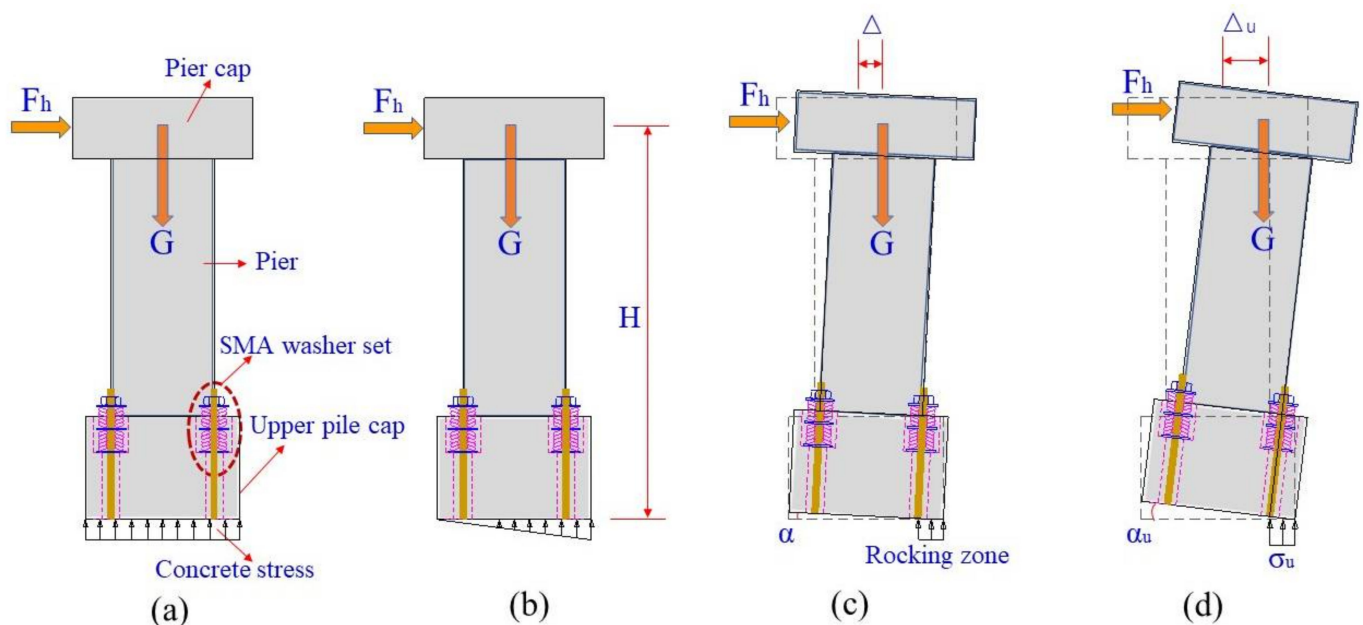 Fh
Pier cap
G
Pier
SMA washer set
Upper pile cap
Concrete stress
(a)
Fh
G
H
(b)
△
Fh
G
α
Rocking zone
(c)
△u
Fh
G
αu
σu
(d)